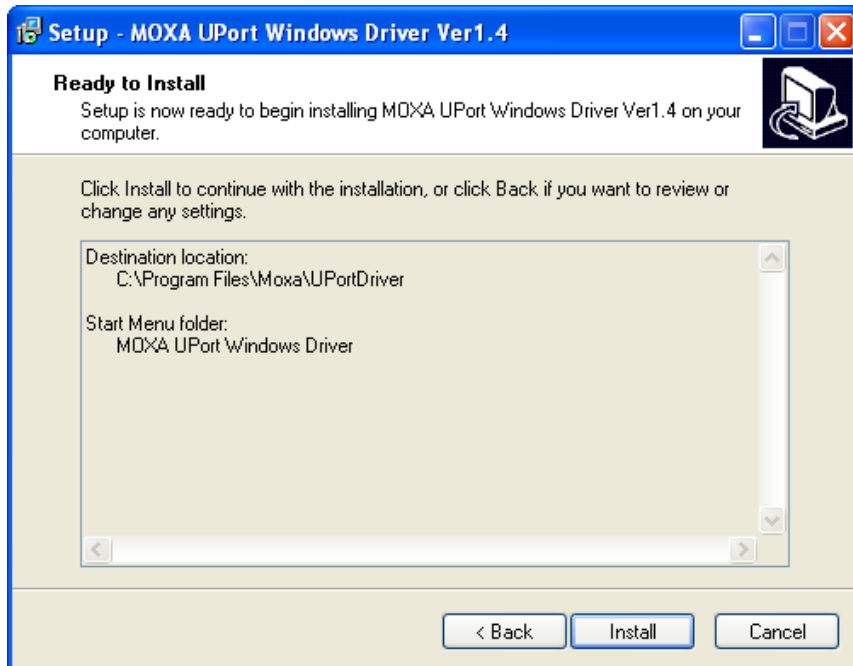 Setup - MOXA UPort Windows Driver Ver1.4
Ready to Install
Setup is now ready to begin installing MOXA UPort Windows Driver Ver1.4 on your
computer.
Click Install to continue with the installation, or click Back if you want to review or
change any settings.
Destination location:
C:\Program Files\Moxa\UPortDriver
Start Menu folder:
MOXA UPort Windows Driver
< Back
Install
Cancel